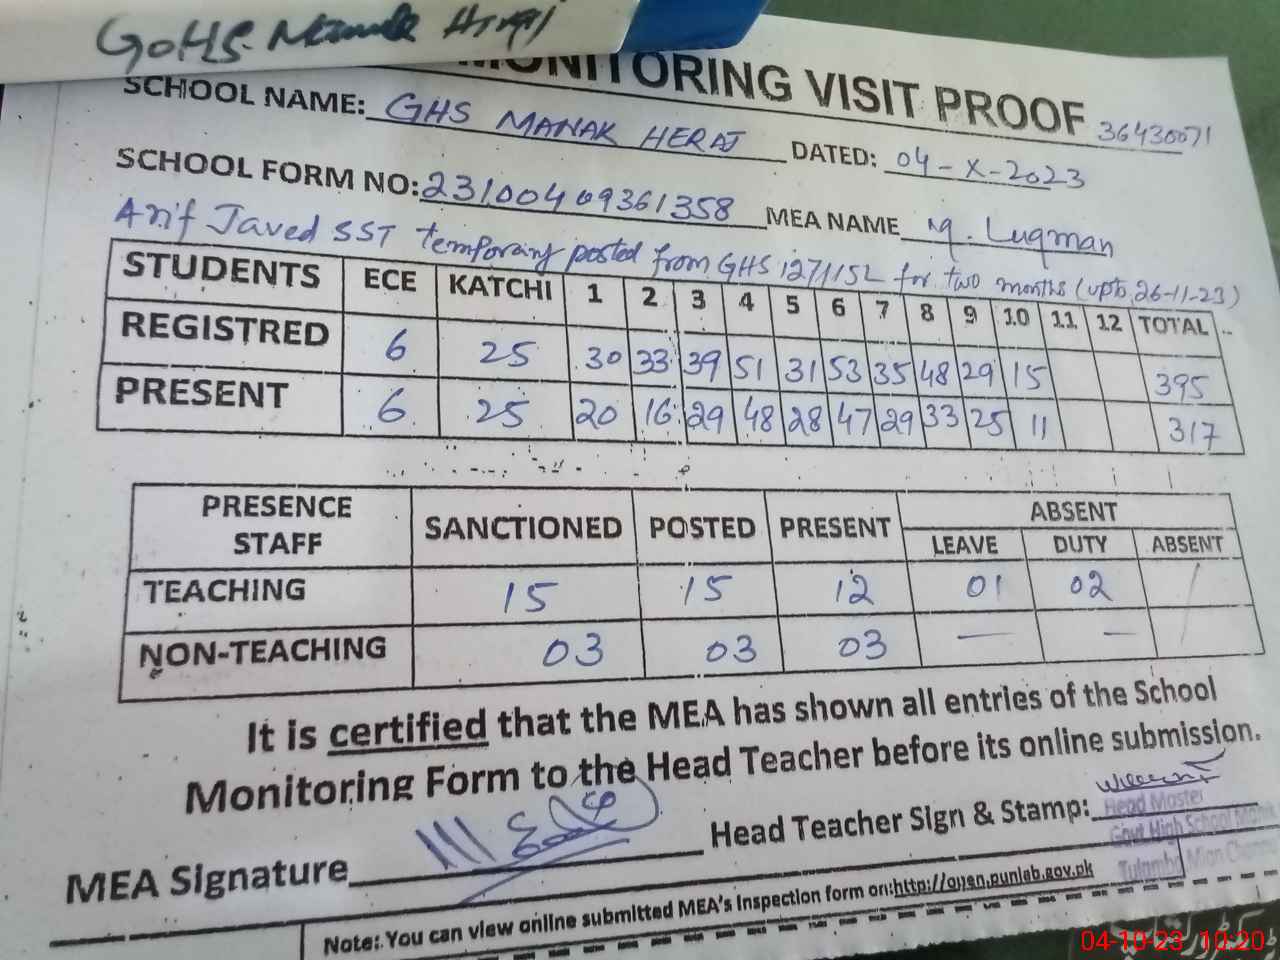 GOHS. Manak Heraj
MONITORING VISIT PROOF
36430071
SCHOOL NAME: GHS MANAK HERAJ DATED: 04-X-2023
SCHOOL FORM NO: 23100409361358 MEA NAME M. Luqman
Arif Javed SST temporary posted from GHS 127/15L for two months (upto 26-11-23)
STUDENTS ECE KATCHI 1 2 3 4 5 6 7 8 9 10 11 12 TOTAL
REGISTRED 6 25 30 33 39 51 31 53 35 48 29 15 395
PRESENT 6 25 20 16 29 48 28 47 29 33 25 11 317
PRESENCE STAFF SANCTIONED POSTED PRESENT ABSENT
LEAVE DUTY ABSENT
TEACHING 15 15 12 01 02 /
NON-TEACHING 03 03 03 — — /
It is certified that the MEA has shown all entries of the School
Monitoring Form to the Head Teacher before its online submission.
MEA Signature Head Teacher Sign & Stamp:
Head Master
Govt High School Manak
Tulamba Mian Channu
Note: You can view online submitted MEA's Inspection form on:http://open.punjab.gov.pk
04-10-23 10:20